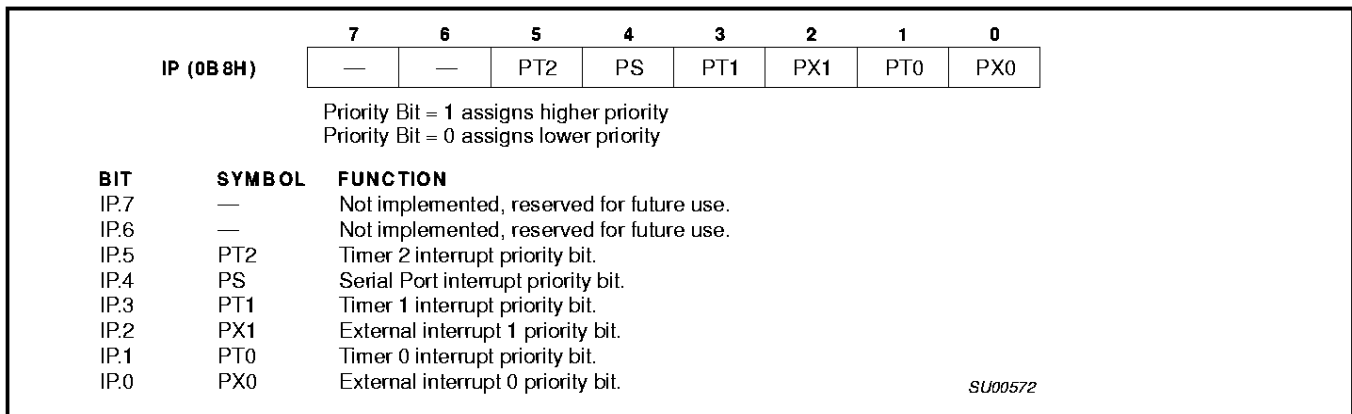 7 6 5 4 3 2 1 0
IP (0B8H) — — PT2 PS PT1 PX1 PT0 PX0
Priority Bit = 1 assigns higher priority
Priority Bit = 0 assigns lower priority
BIT SYMBOL FUNCTION
IP.7 — Not implemented, reserved for future use.
IP.6 — Not implemented, reserved for future use.
IP.5 PT2 Timer 2 interrupt priority bit.
IP.4 PS Serial Port interrupt priority bit.
IP.3 PT1 Timer 1 interrupt priority bit.
IP.2 PX1 External interrupt 1 priority bit.
IP.1 PT0 Timer 0 interrupt priority bit.
IP.0 PX0 External interrupt 0 priority bit.
SU00572